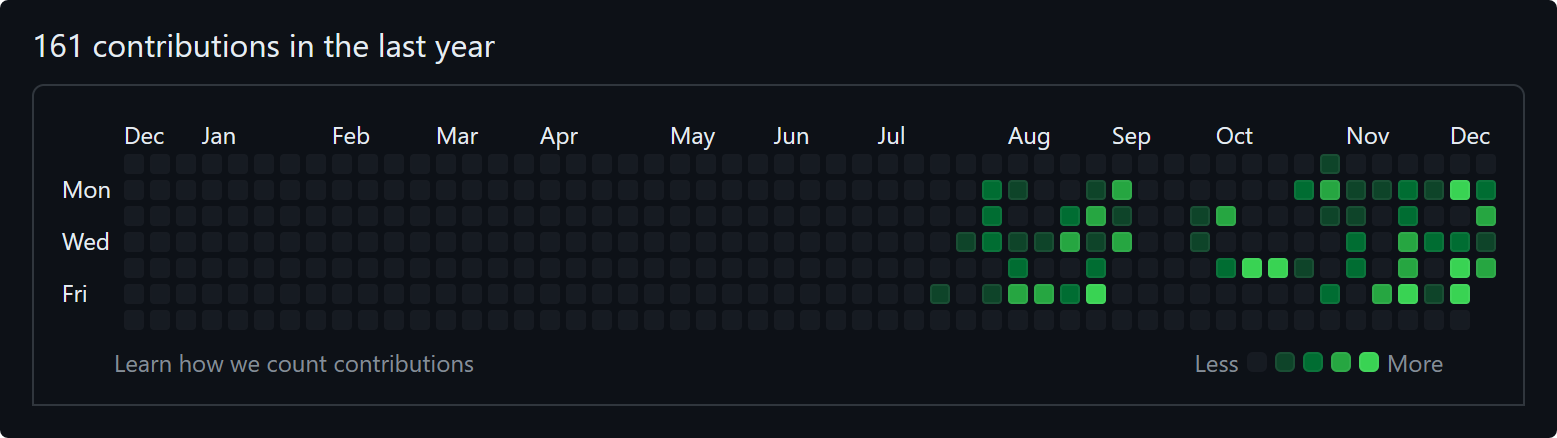 161 contributions in the last year
Dec Jan Feb Mar Apr May Jun Jul Aug Sep Oct Nov Dec
Mon
Wed
Fri
Learn how we count contributions
Less More